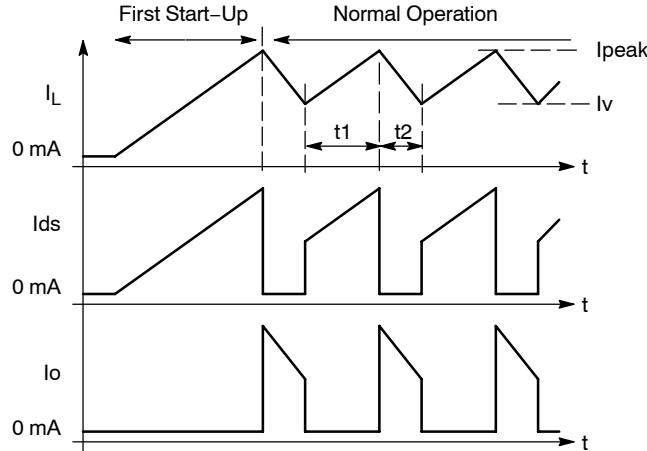 First Start–Up
Normal Operation
Ipeak
IL
Iv
t1
t2
0 mA
t
Ids
0 mA
t
Io
0 mA
t